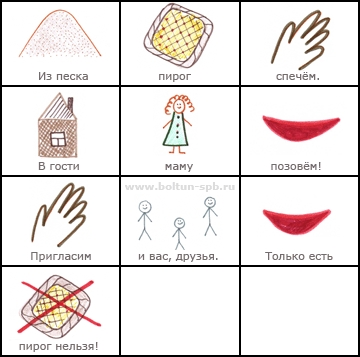 Из песка
пирог
спечём.
В гости
маму
позовём!
www.boltun-spb.ru
Пригласим
и вас, друзья.
Только есть
пирог нельзя!